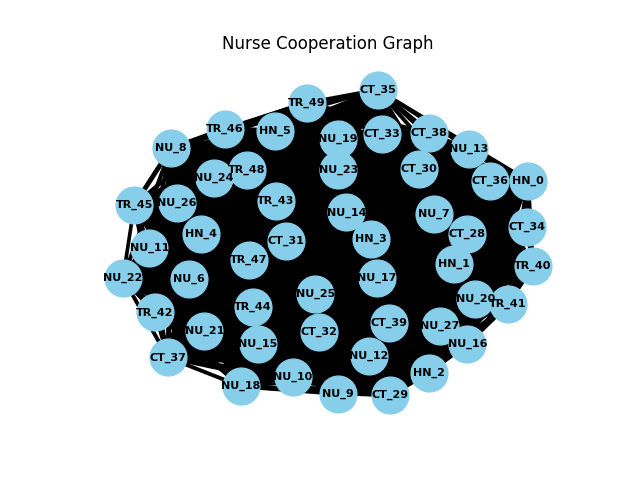 Nurse Cooperation Graph
CT_35
TR_49
TR_46
HN_5
CT_33
CT_38
NU_19
NU_8
NU_13
TR_48
NU_23
CT_30
NU_24
CT_36
HN_0
TR_43
NU_26
TR_45
NU_14
NU_7
CT_34
HN_4
CT_28
CT_31
HN_3
NU_11
TR_47
HN_1
TR_40
NU_22
NU_6
NU_17
NU_25
NU_20
TR_41
TR_44
TR_42
CT_39
NU_27
NU_21
CT_32
NU_15
NU_16
CT_37
NU_12
HN_2
NU_10
NU_18
NU_9
CT_29